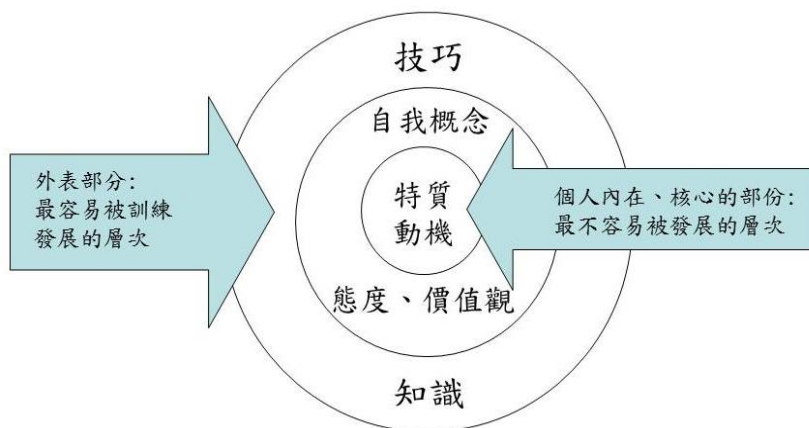 技巧
自我概念
特質
動機
態度、價值觀
知識
外表部分:
最容易被訓練
發展的層次
個人內在、核心的部份:
最不容易被發展的層次